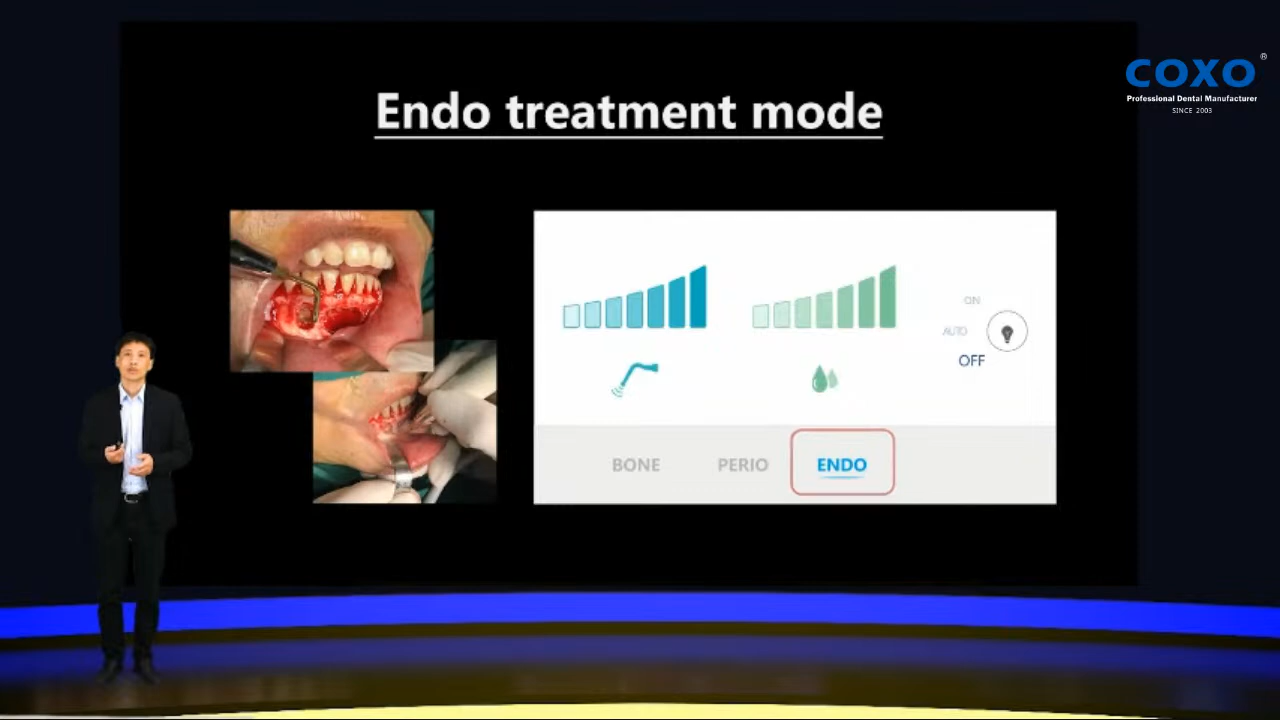 COXO®
Professional Dental Manufacturer
SINCE 2003
Endo treatment mode
ON
AUTO
OFF
BONE PERIO ENDO